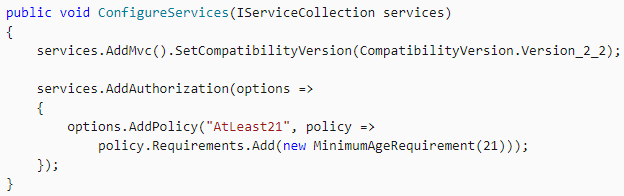 public void ConfigureServices(IServiceCollection services)
{
    services.AddMvc().SetCompatibilityVersion(CompatibilityVersion.Version_2_2);

    services.AddAuthorization(options =>
    {
        options.AddPolicy("AtLeast21", policy =>
            policy.Requirements.Add(new MinimumAgeRequirement(21)));
    });
}